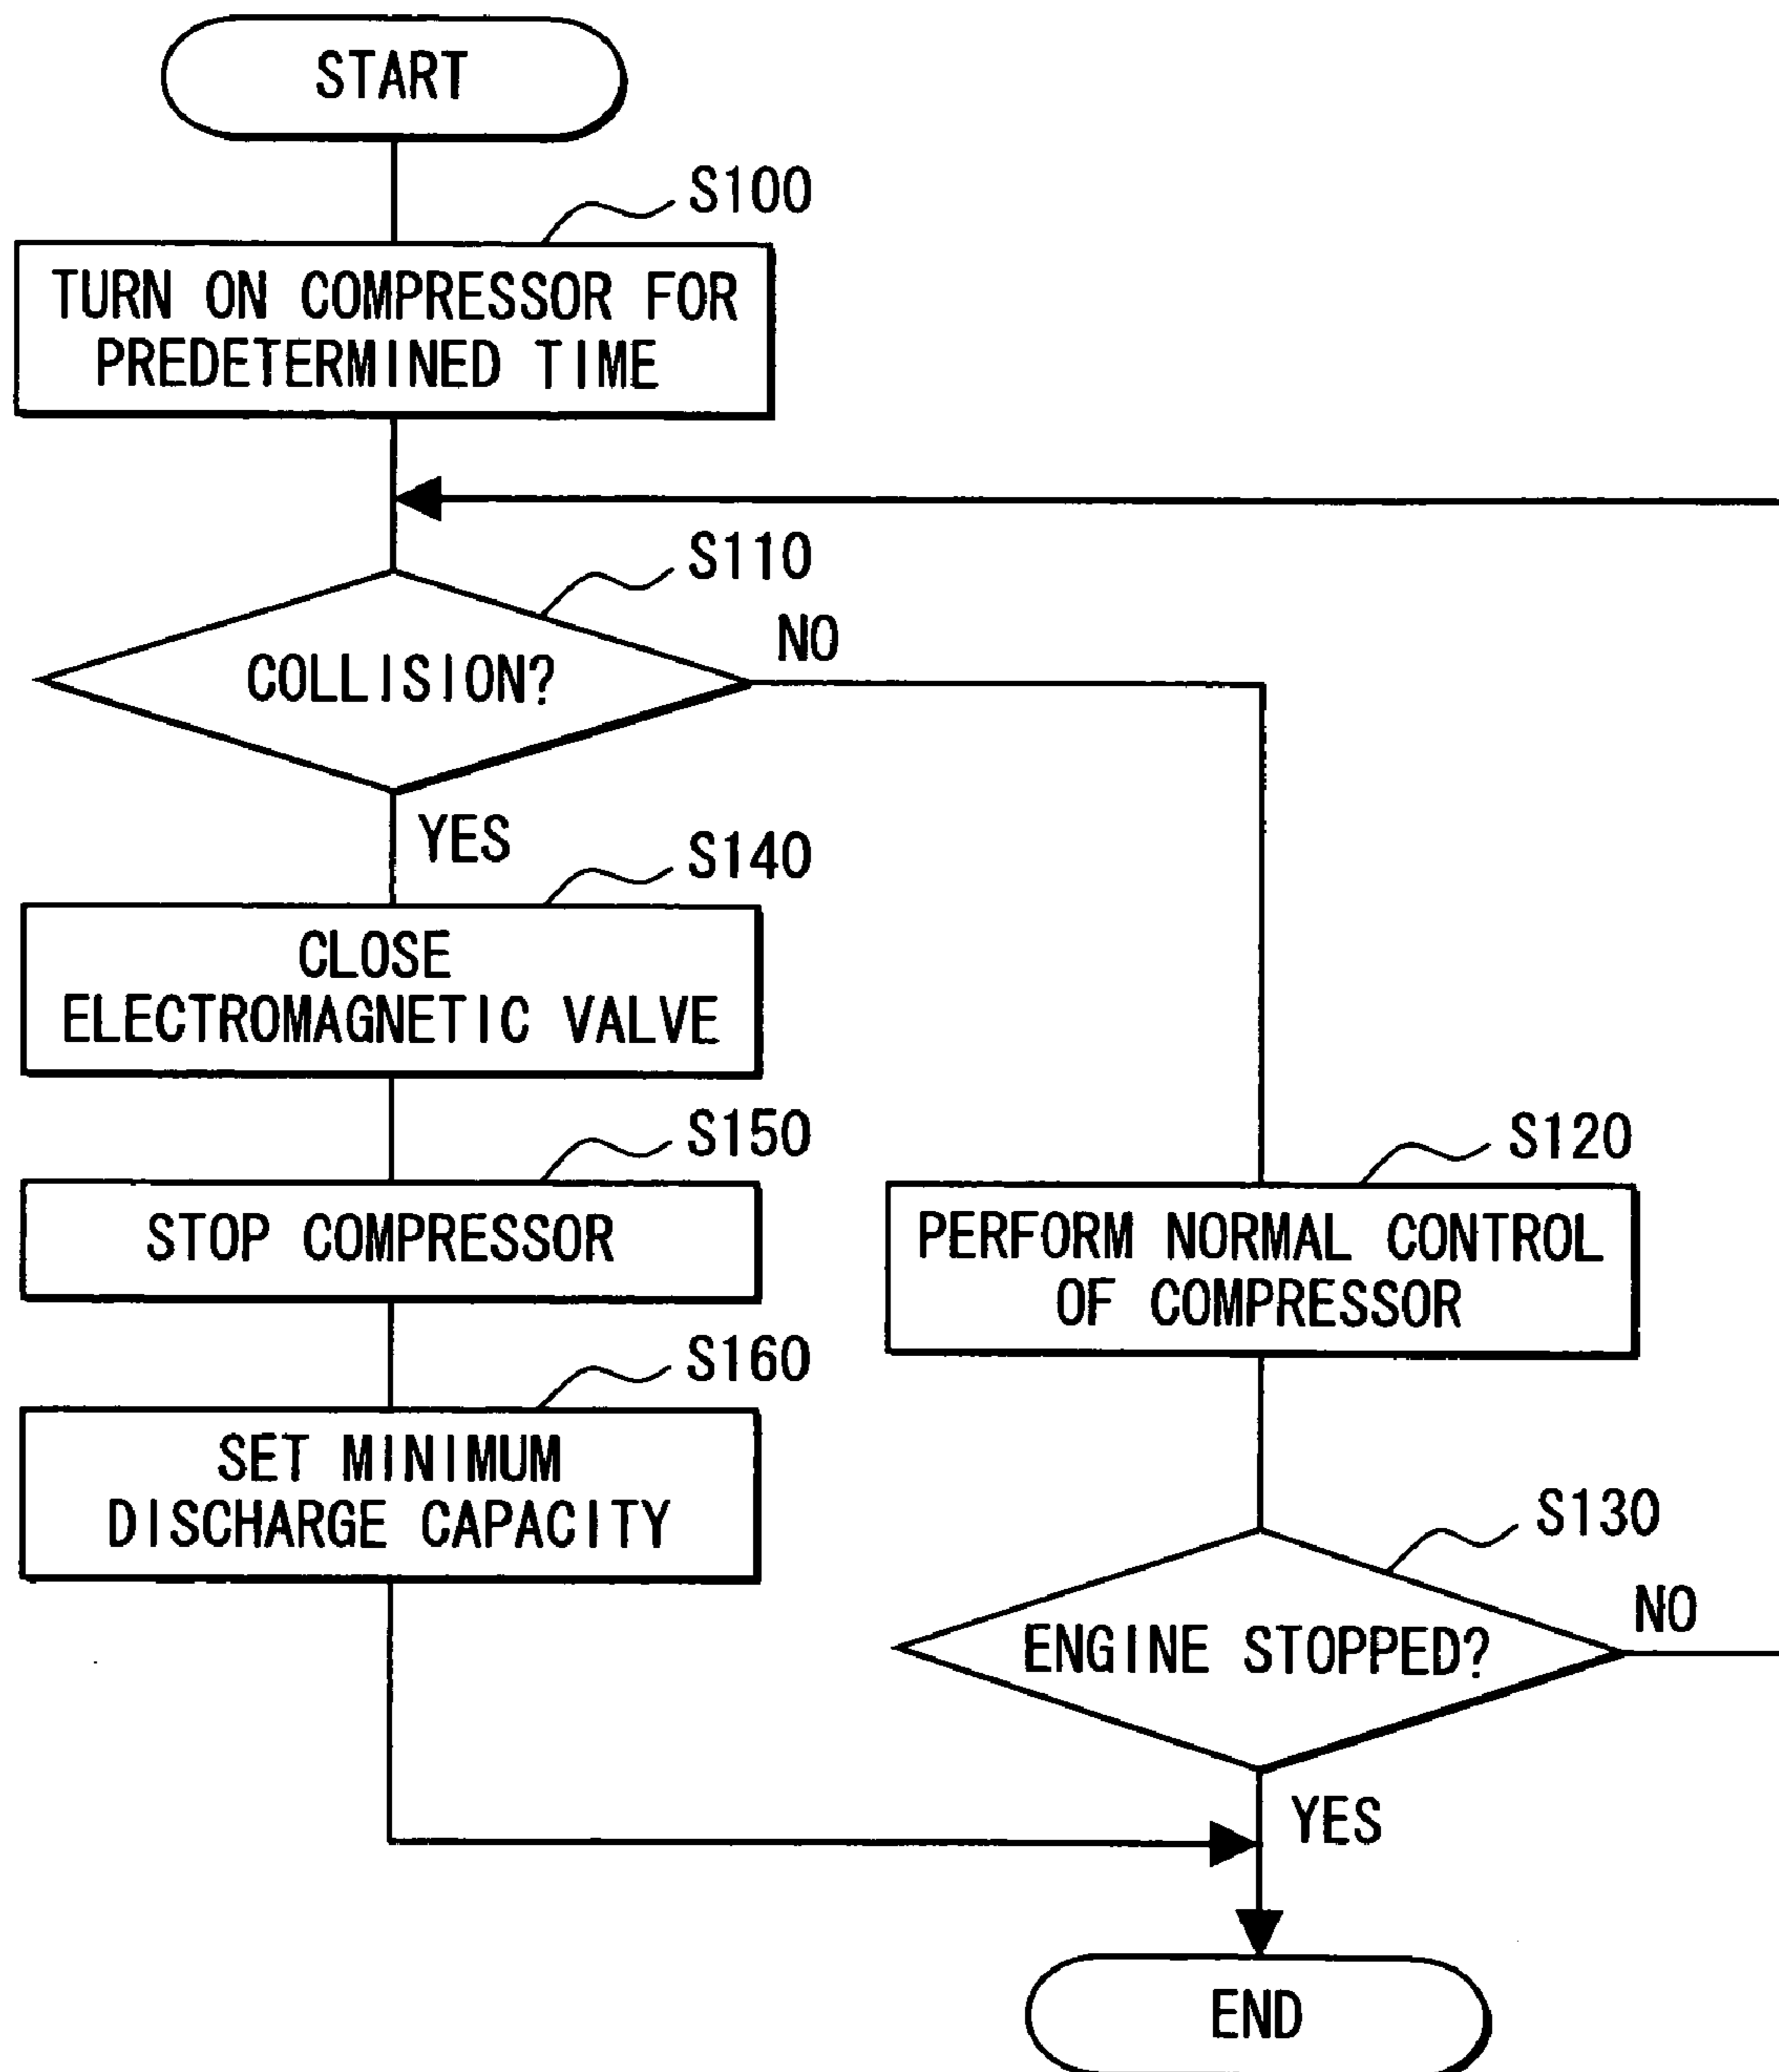 START
S100
TURN ON COMPRESSOR FOR
PREDETERMINED TIME
S110
COLLISION?
NO
YES
S140
CLOSE
ELECTROMAGNETIC VALVE
S150
STOP COMPRESSOR
S160
SET MINIMUM
DISCHARGE CAPACITY
S120
PERFORM NORMAL CONTROL
OF COMPRESSOR
S130
ENGINE STOPPED?
NO
YES
END